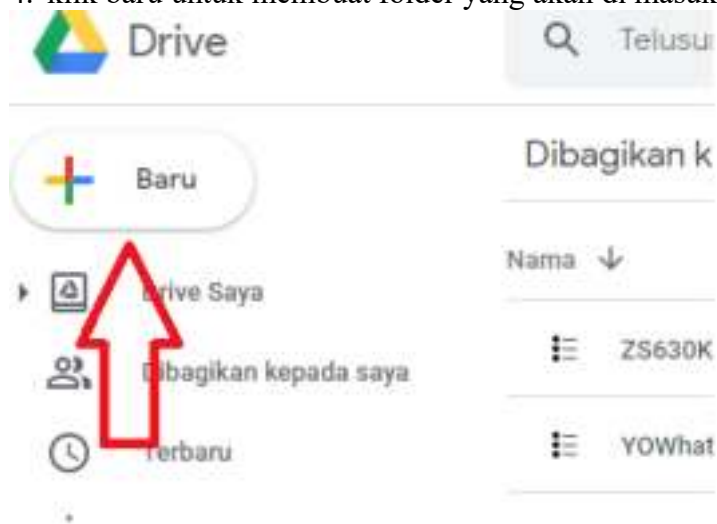 4. klik baru untuk membuat folder yang akan di masuk
Drive
Telusu
Baru
Dibagikan k
Nama
Drive Saya
ZS630K
Dibagikan kepada saya
YOWhat
Terbaru